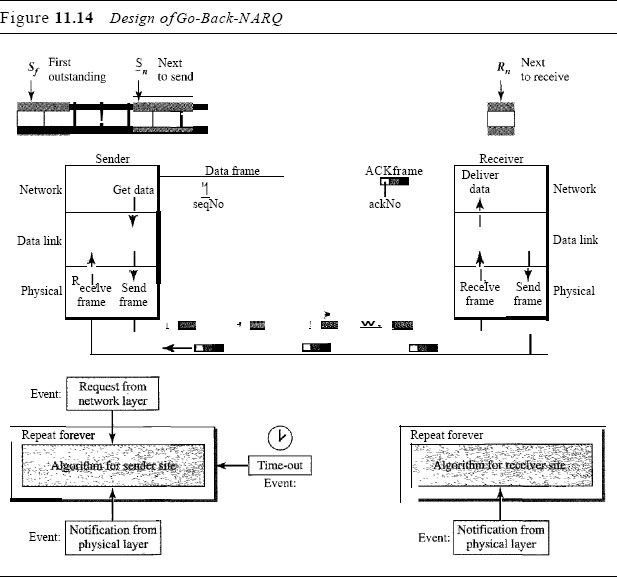 Figure 11.14 Design of Go-Back-NARQ
Sf First outstanding
Sn Next to send
Rn Next to receive
Sender
Receiver
Data frame
ACKframe
Network
Get data
seqNo
ackNo
Deliver data
Network
Data link
Data link
Physical
Receive frame
Send frame
Receive frame
Send frame
Physical
Event:
Request from network layer
Repeat forever
Algorithm for sender site
Time-out
Event:
Event:
Notification from physical layer
Repeat forever
Algorithm for receiver site
Event:
Notification from physical layer